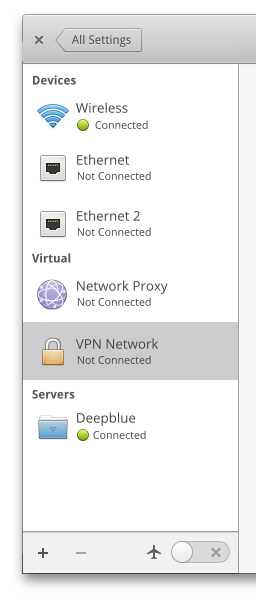 All Settings
Devices
Wireless
Connected
Ethernet
Not Connected
Ethernet 2
Not Connected
Virtual
Network Proxy
Not Connected
VPN Network
Not Connected
Servers
Deepblue
Connected